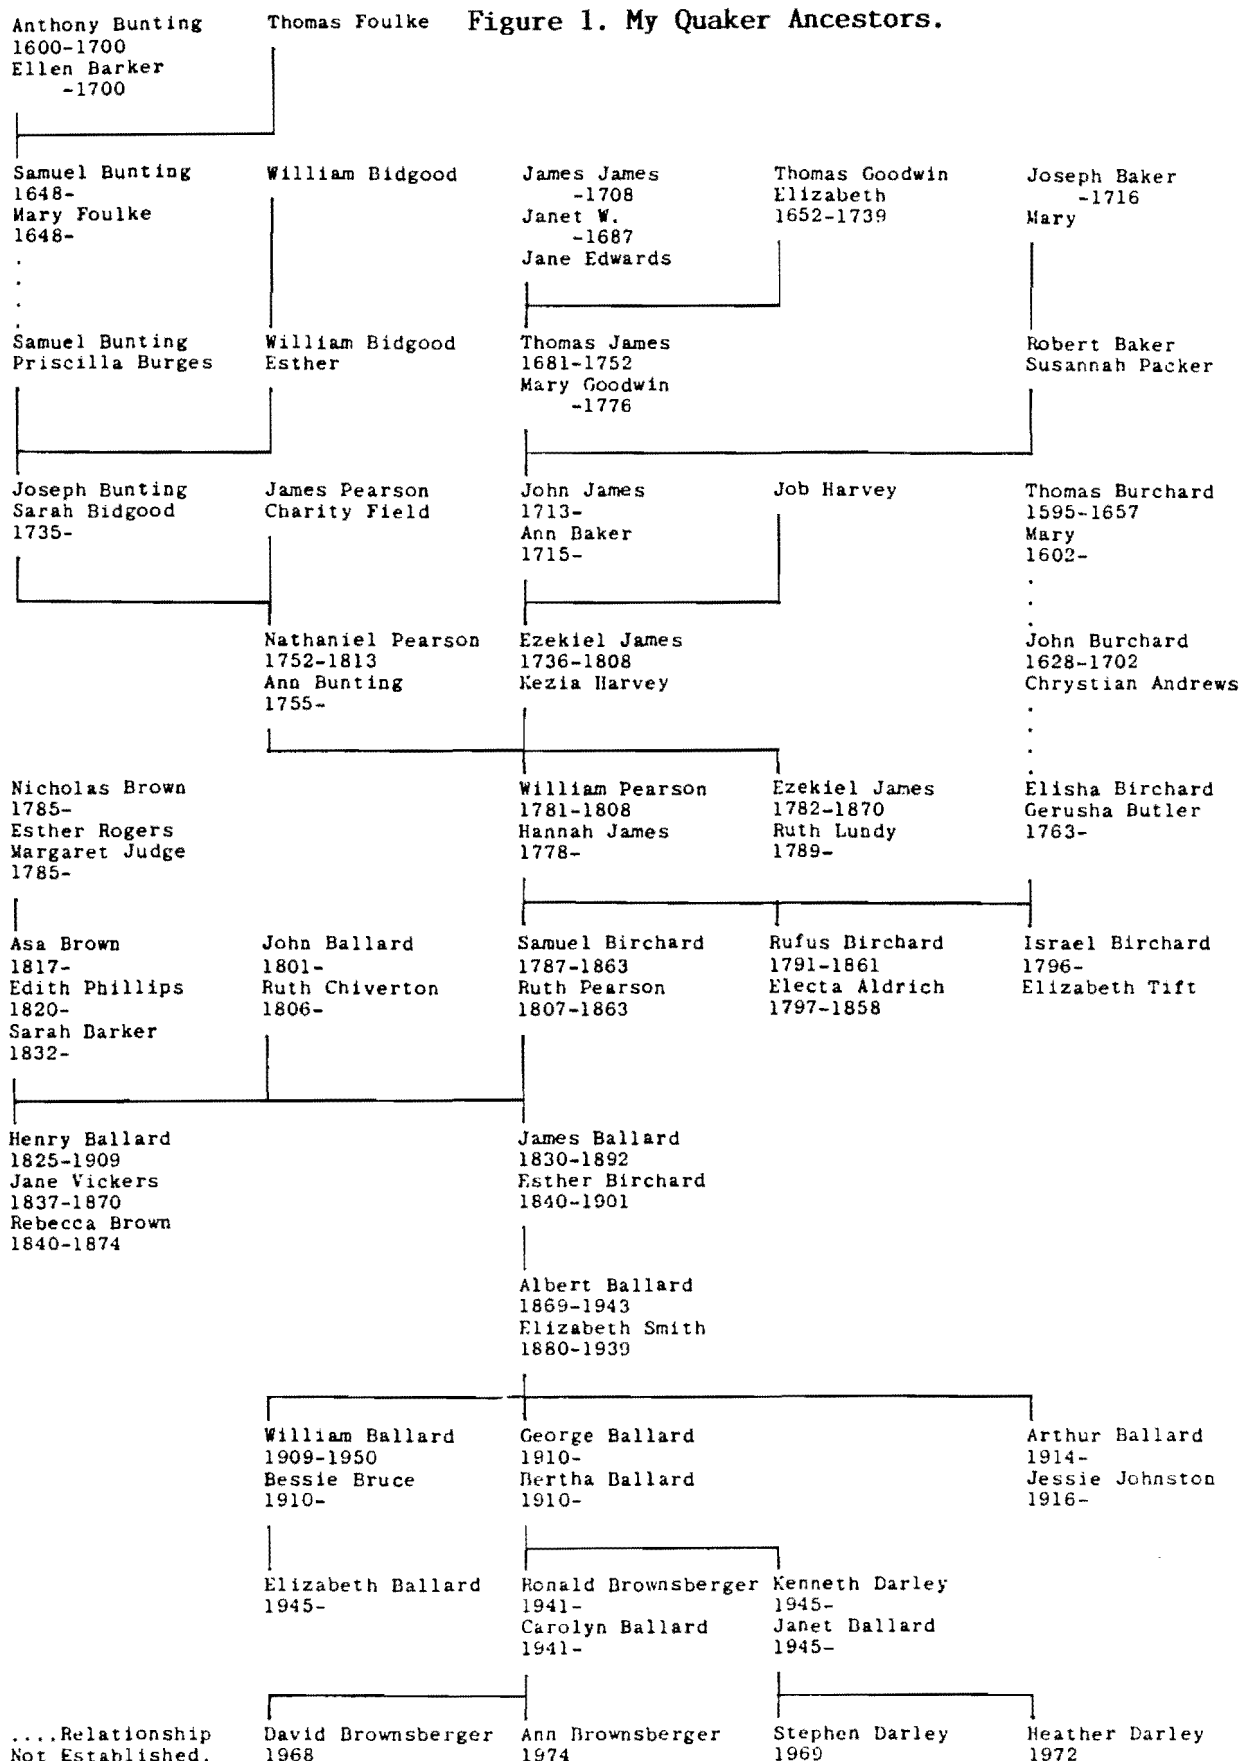 Figure 1. My Quaker Ancestors.
Anthony Bunting
1600-1700
Ellen Barker
-1700
Thomas Foulke
Samuel Bunting
1648-
Mary Foulke
1648-
William Bidgood
James James
-1708
Janet W.
-1687
Jane Edwards
Thomas Goodwin
Elizabeth
1652-1739
Joseph Baker
-1716
Mary
Samuel Bunting
Priscilla Burges
William Bidgood
Esther
Thomas James
1681-1752
Mary Goodwin
-1776
Robert Baker
Susannah Packer
Joseph Bunting
Sarah Bidgood
1735-
James Pearson
Charity Field
John James
1713-
Ann Baker
1715-
Job Harvey
Thomas Burchard
1595-1657
Mary
1602-
Nathaniel Pearson
1752-1813
Ann Bunting
1755-
Ezekiel James
1736-1808
Kezia Harvey
John Burchard
1628-1702
Chrystian Andrews
Nicholas Brown
1785-
Esther Rogers
Margaret Judge
1785-
William Pearson
1781-1808
Hannah James
1778-
Ezekiel James
1782-1870
Ruth Lundy
1789-
Elisha Birchard
Gerusha Butler
1763-
Asa Brown
1817-
Edith Phillips
1820-
Sarah Barker
1832-
John Ballard
1801-
Ruth Chiverton
1806-
Samuel Birchard
1787-1863
Ruth Pearson
1807-1863
Rufus Birchard
1791-1861
Electa Aldrich
1797-1858
Israel Birchard
1796-
Elizabeth Tift
Henry Ballard
1825-1909
Jane Vickers
1837-1870
Rebecca Brown
1840-1874
James Ballard
1830-1892
Esther Birchard
1840-1901
Albert Ballard
1869-1943
Elizabeth Smith
1880-1939
William Ballard
1909-1950
Bessie Bruce
1910-
George Ballard
1910-
Bertha Ballard
1910-
Arthur Ballard
1914-
Jessie Johnston
1916-
Elizabeth Ballard
1945-
Ronald Brownsberger
1941-
Carolyn Ballard
1941-
Kenneth Darley
1945-
Janet Ballard
1945-
....Relationship
Not Established.
David Brownsberger
1968
Ann Brownsberger
1974
Stephen Darley
1969
Heather Darley
1972